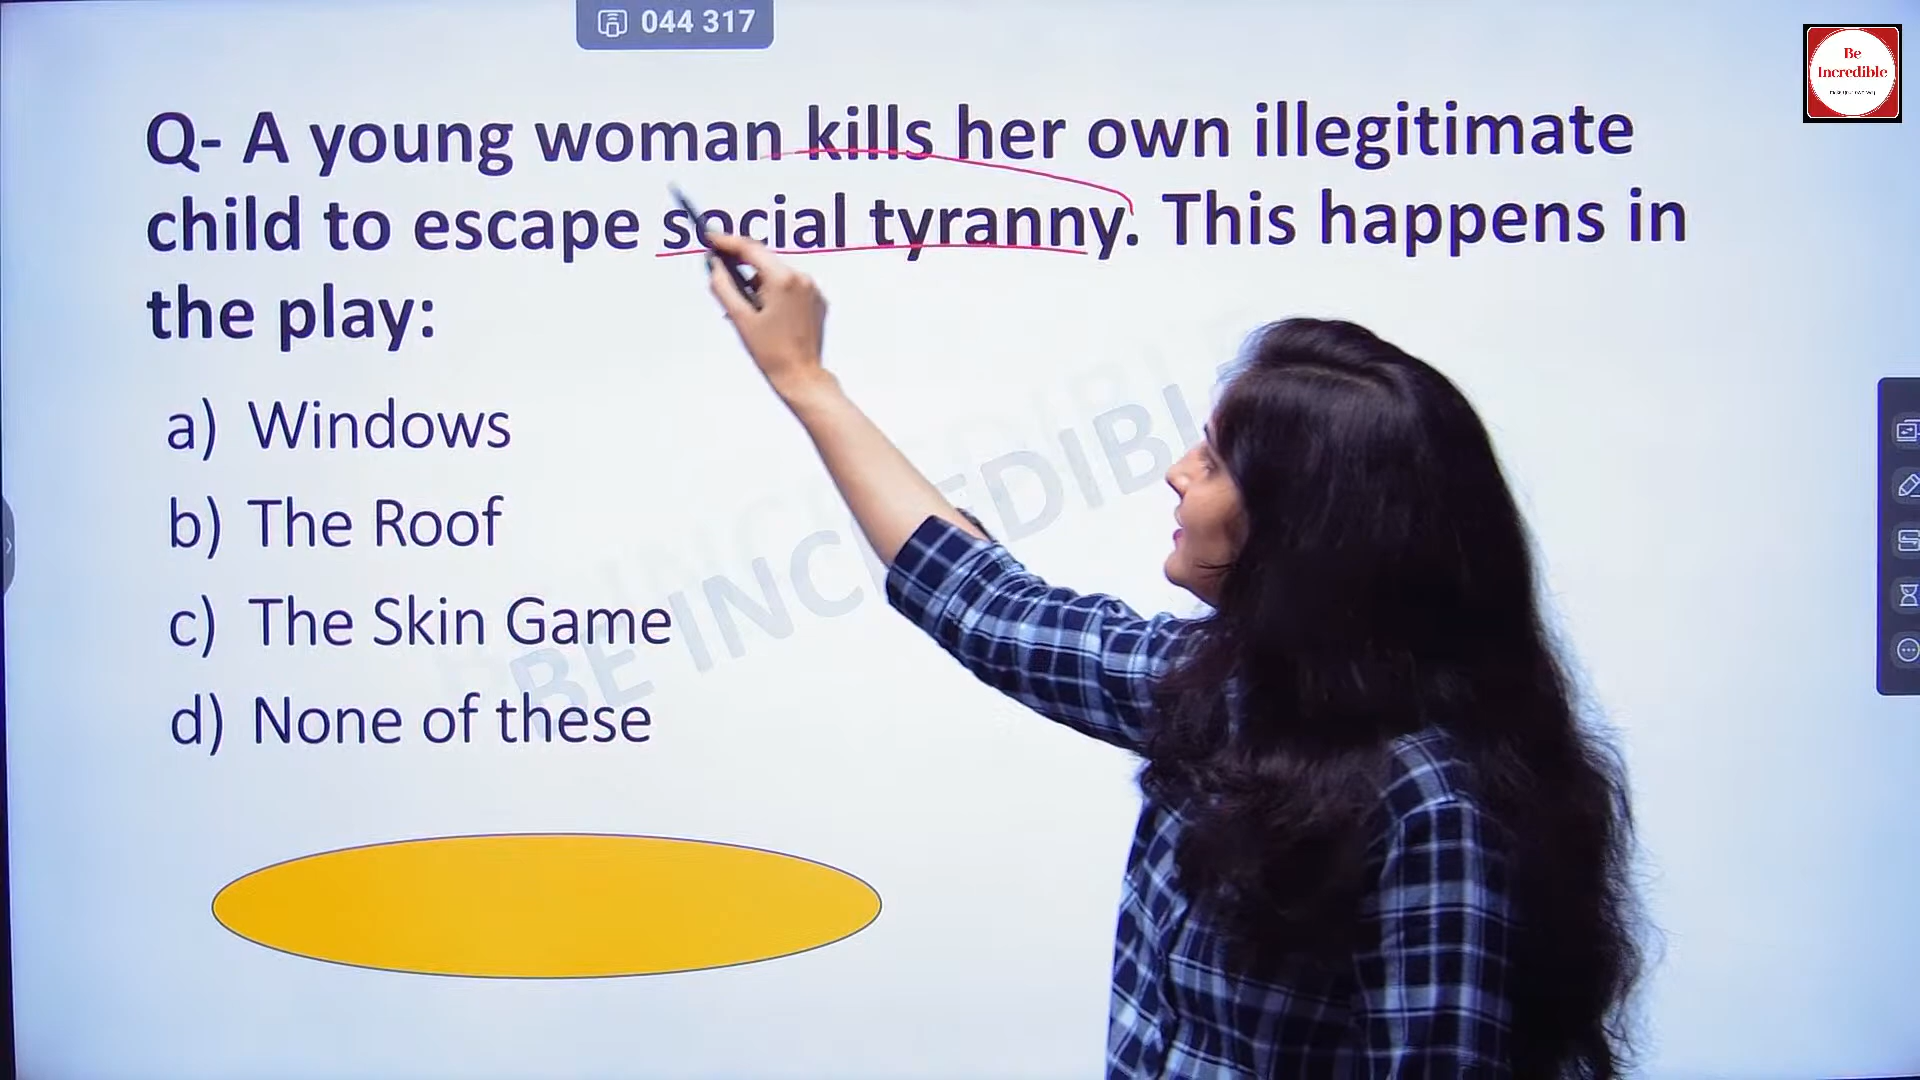 044 317
Be
Incredible
Q- A young woman kills her own illegitimate
child to escape social tyranny. This happens in
the play:
a) Windows
b) The Roof
c) The Skin Game
d) None of these
BE INCREDIBL